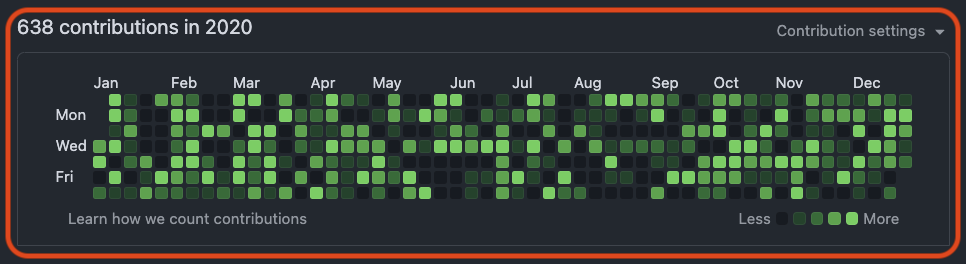 638 contributions in 2020
Contribution settings
Jan Feb Mar Apr May Jun Jul Aug Sep Oct Nov Dec
Mon
Wed
Fri
Learn how we count contributions
Less More